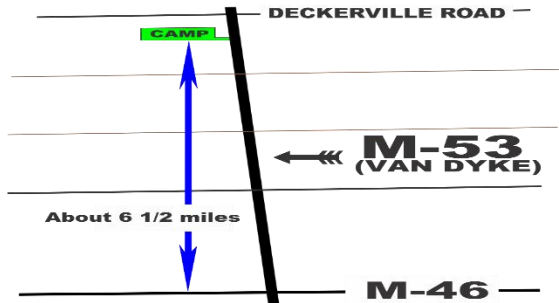 DECKERVILLE ROAD
CAMP
M-53
(VAN DYKE)
About 6 1/2 miles
M-46